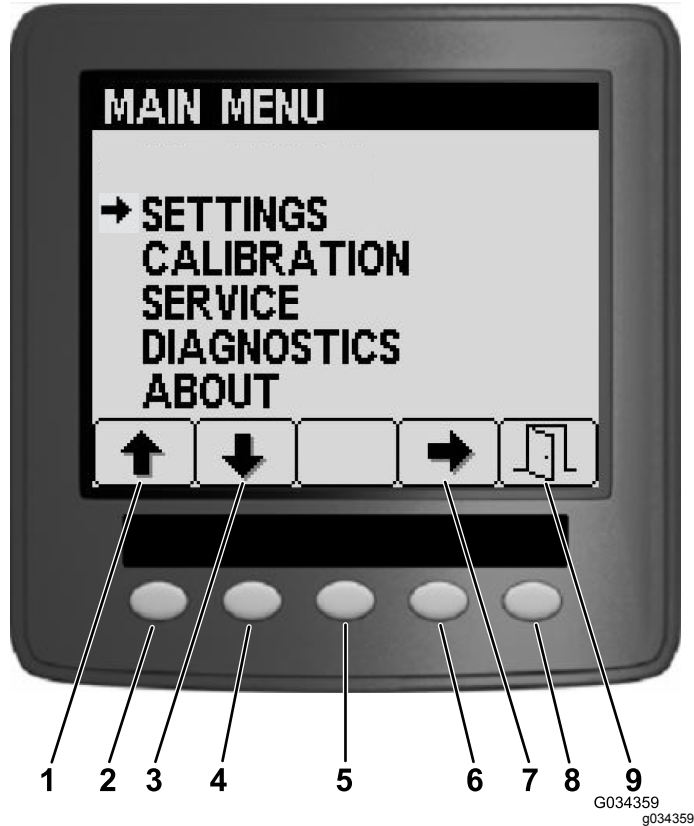 MAIN MENU
SETTINGS
CALIBRATION
SERVICE
DIAGNOSTICS
ABOUT
1 2 3 4 5 6 7 8 9
G034359
g034359